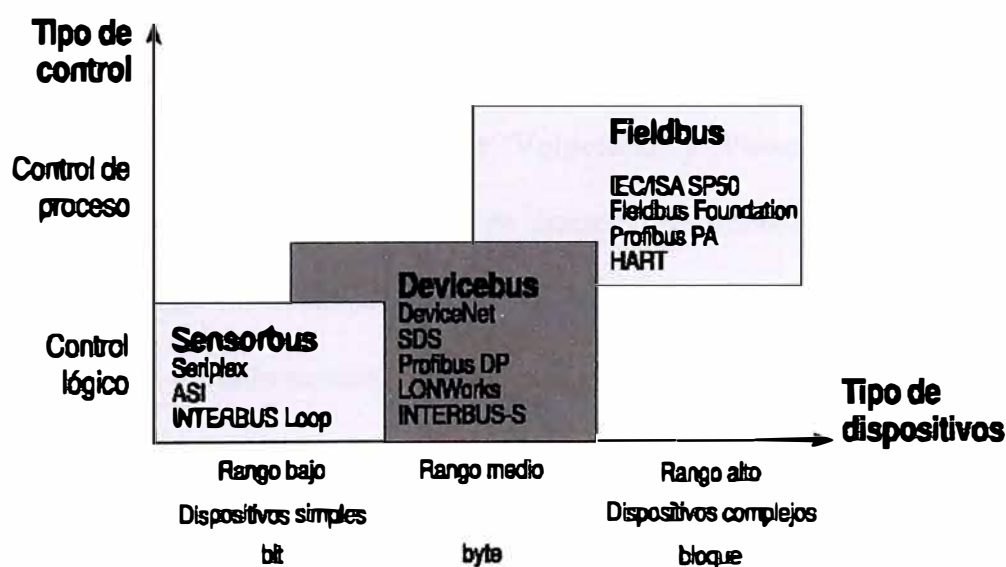 Tipo de
control
Control de
proceso
Control
lógico
Fieldbus
IEC/ISA SP50
Fieldbus Foundation
Profibus PA
HART
Devicebus
DeviceNet
SDS
Profibus DP
LONWorks
INTERBUS-S
Sensorbus
Seriplex
ASI
INTERBUS Loop
Tipo de
dispositivos
Rango bajo
Dispositivos simples
bit
Rango medio
byte
Rango alto
Dispositivos complejos
bloque